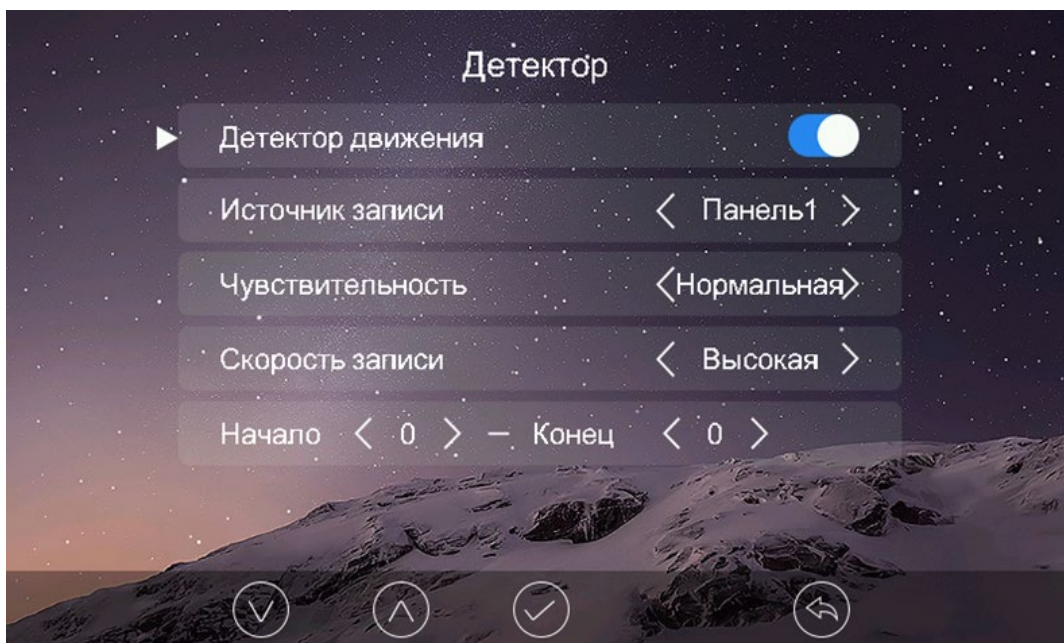 Детектор
Детектор движения
Источник записи < Панель1 >
Чувствительность <Нормальная>
Скорость записи < Высокая >
Начало < 0 > – Конец < 0 >